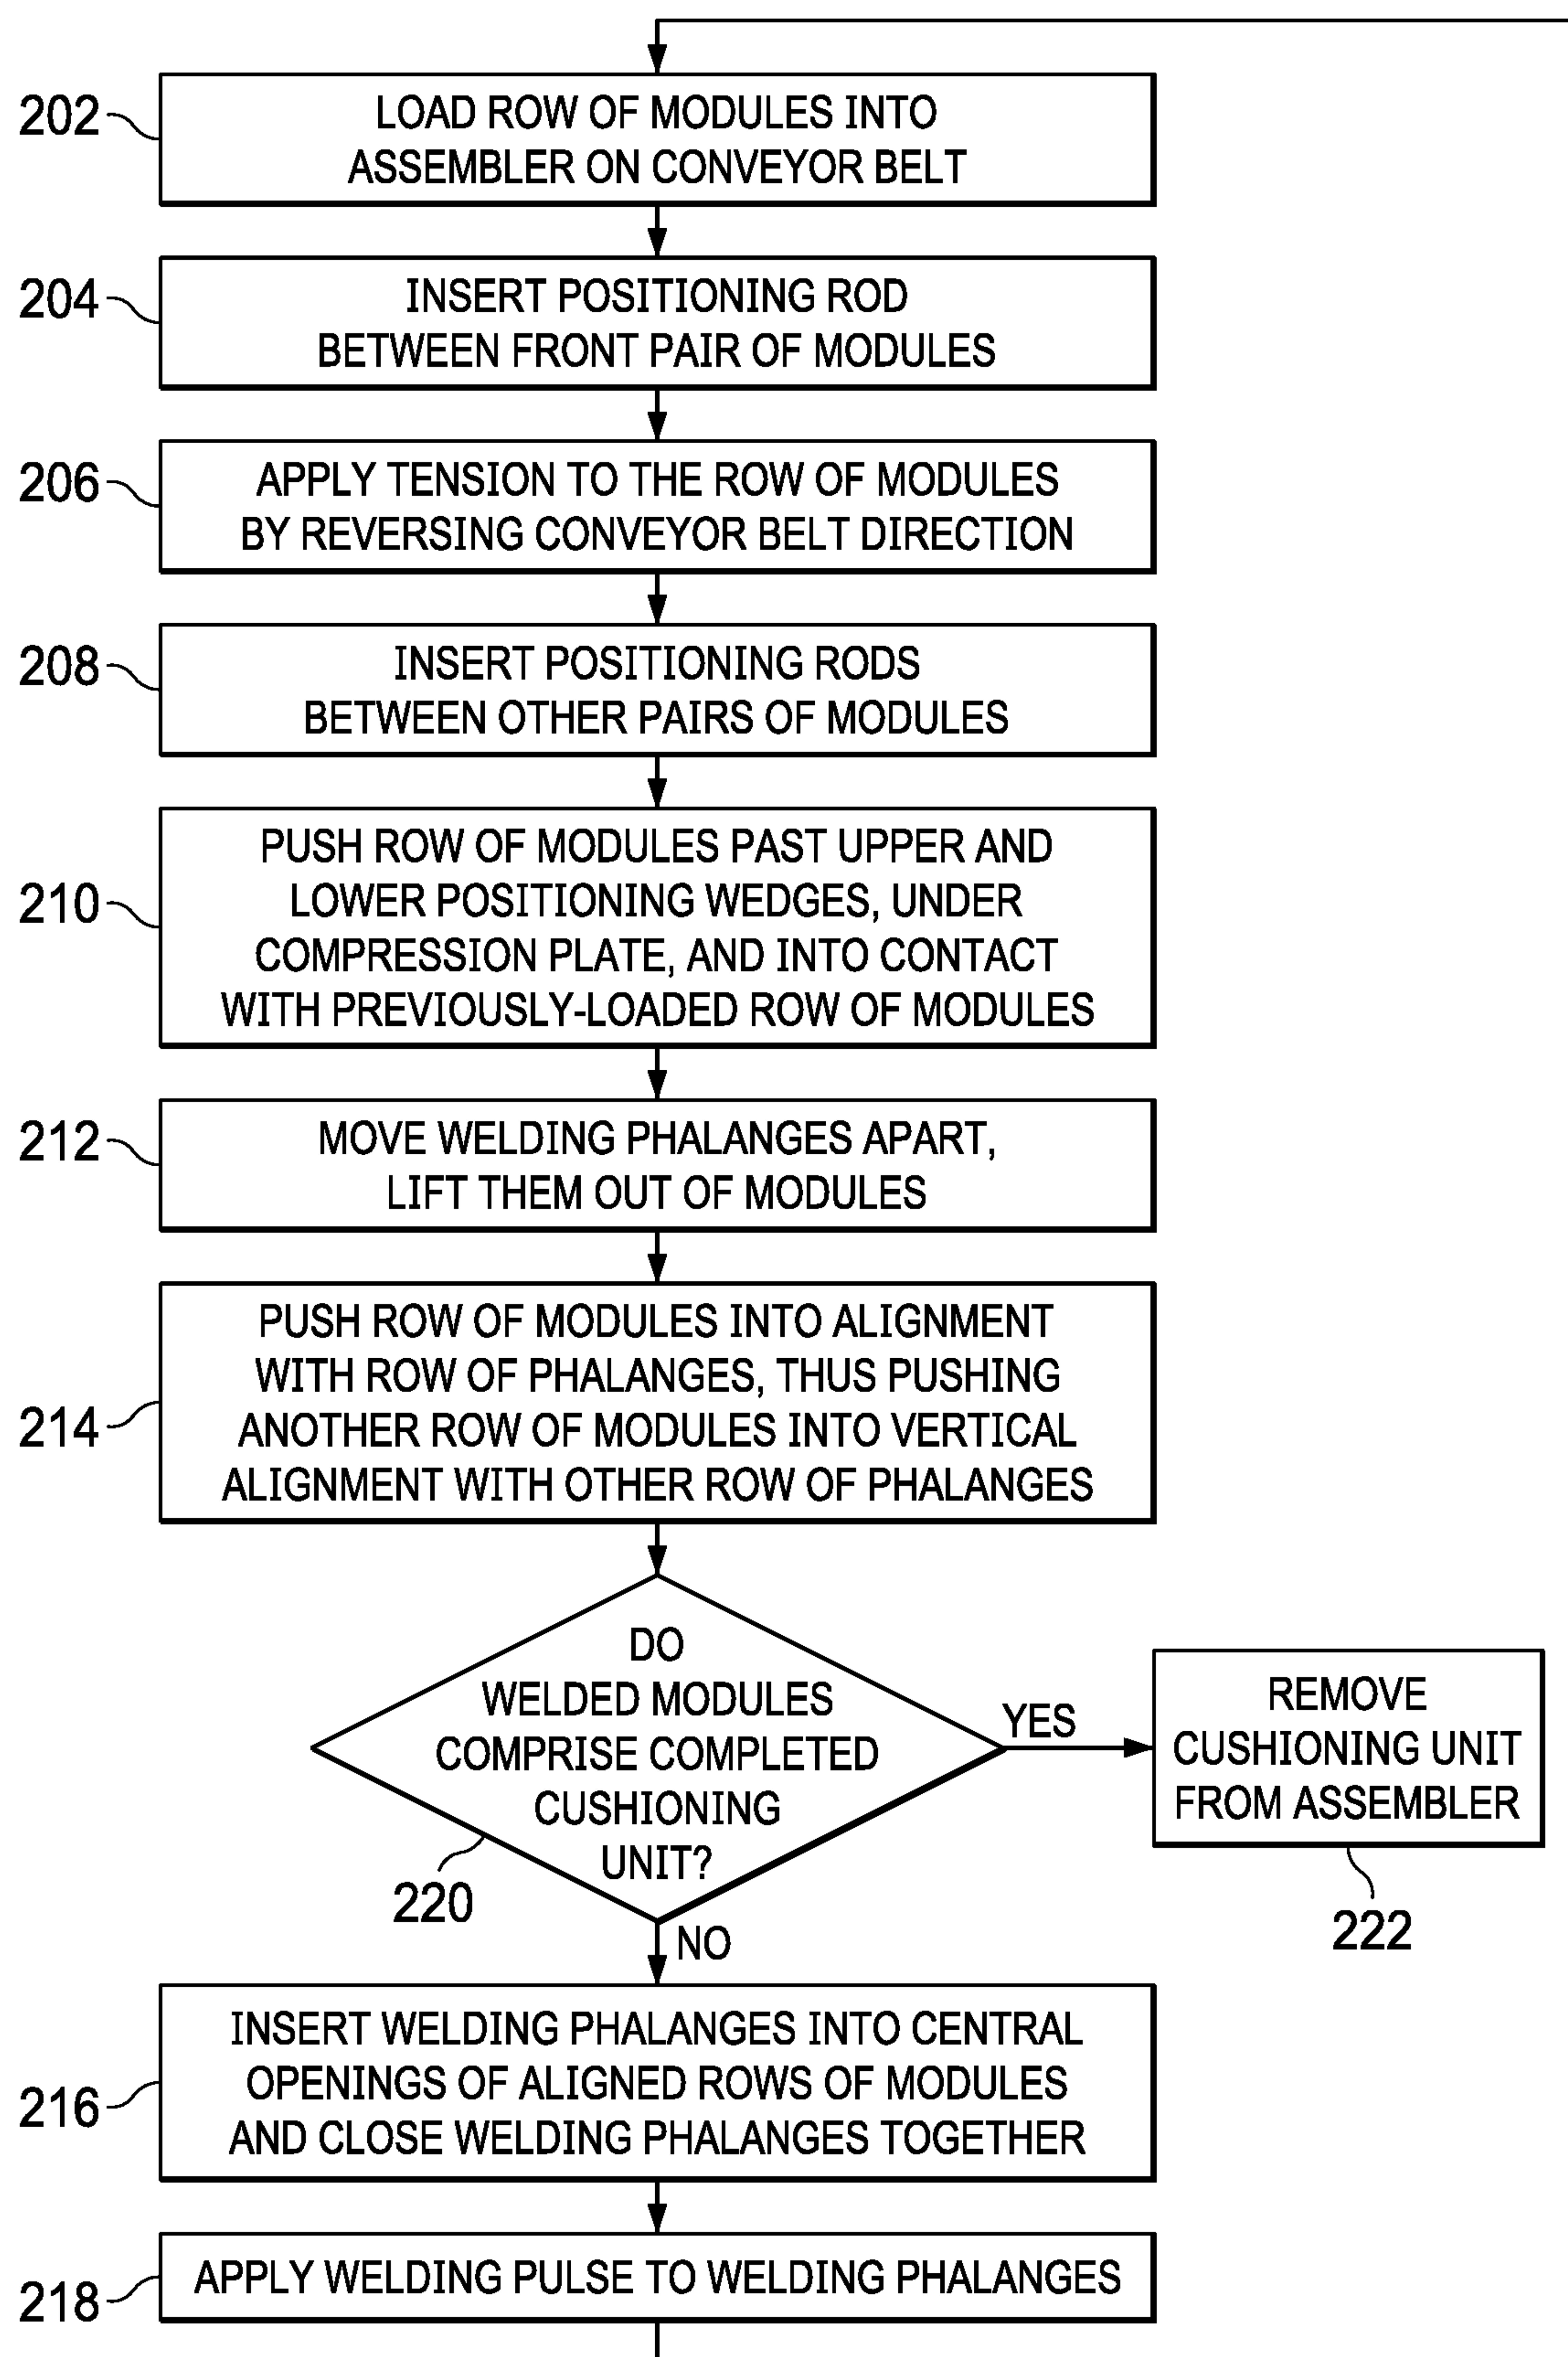 202
LOAD ROW OF MODULES INTO
ASSEMBLER ON CONVEYOR BELT
204
INSERT POSITIONING ROD
BETWEEN FRONT PAIR OF MODULES
206
APPLY TENSION TO THE ROW OF MODULES
BY REVERSING CONVEYOR BELT DIRECTION
208
INSERT POSITIONING RODS
BETWEEN OTHER PAIRS OF MODULES
210
PUSH ROW OF MODULES PAST UPPER AND
LOWER POSITIONING WEDGES, UNDER
COMPRESSION PLATE, AND INTO CONTACT
WITH PREVIOUSLY-LOADED ROW OF MODULES
212
MOVE WELDING PHALANGES APART,
LIFT THEM OUT OF MODULES
214
PUSH ROW OF MODULES INTO ALIGNMENT
WITH ROW OF PHALANGES, THUS PUSHING
ANOTHER ROW OF MODULES INTO VERTICAL
ALIGNMENT WITH OTHER ROW OF PHALANGES
DO
WELDED MODULES
COMPRISE COMPLETED
CUSHIONING
UNIT?
220
YES
REMOVE
CUSHIONING UNIT
FROM ASSEMBLER
222
NO
216
INSERT WELDING PHALANGES INTO CENTRAL
OPENINGS OF ALIGNED ROWS OF MODULES
AND CLOSE WELDING PHALANGES TOGETHER
218
APPLY WELDING PULSE TO WELDING PHALANGES